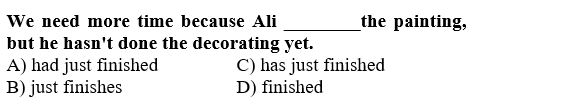 We need more time because Ali ________the painting,
but he hasn't done the decorating yet.
A) had just finished C) has just finished
B) just finishes D) finished